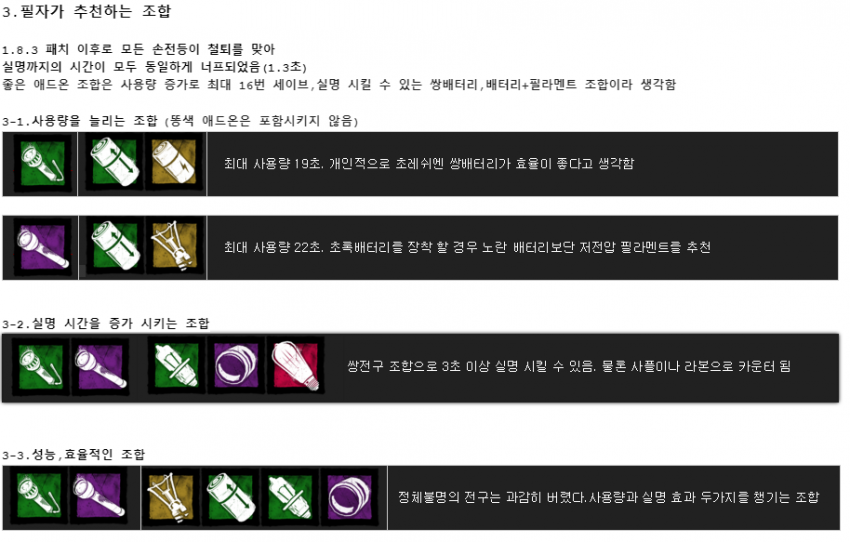 3.필자가 추천하는 조합
1.8.3 패치 이후로 모든 손전등이 철퇴를 맞아
실명까지의 시간이 모두 동일하게 너프되었음(1.3초)
좋은 애드온 조합은 사용량 증가로 최대 16번 세이브,실명 시킬 수 있는 쌍배터리,배터리+필라멘트 조합이라 생각함
3-1.사용량을 늘리는 조합 (똥색 애드온은 포함시키지 않음)
최대 사용량 19초. 개인적으로 초레쉬엔 쌍배터리가 효율이 좋다고 생각함
최대 사용량 22초. 초록배터리를 장착 할 경우 노란 배터리보단 저전압 필라멘트를 추천
3-2.실명 시간을 증가 시키는 조합
쌍전구 조합으로 3초 이상 실명 시킬 수 있음. 물론 사플이나 라본으로 카운터 됨
3-3.성능,효율적인 조합
정체불명의 전구는 과감히 버렸다.사용량과 실명 효과 두가지를 챙기는 조합